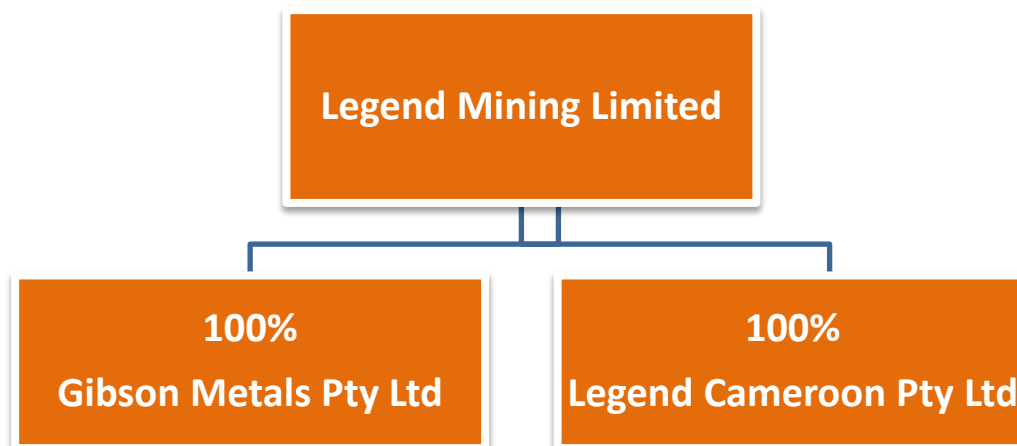 Legend Mining Limited
100%
Gibson Metals Pty Ltd
100%
Legend Cameroon Pty Ltd